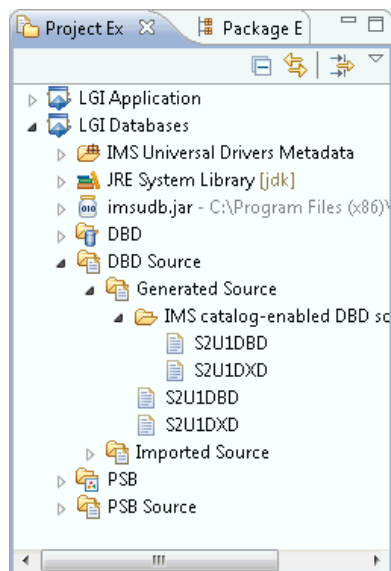 Project Ex Package E
LGI Application
LGI Databases
IMS Universal Drivers Metadata
JRE System Library [jdk]
imsudb.jar - C:\Program Files (x86)\
DBD
DBD Source
Generated Source
IMS catalog-enabled DBD sc
S2U1DBD
S2U1DXD
S2U1DBD
S2U1DXD
Imported Source
PSB
PSB Source